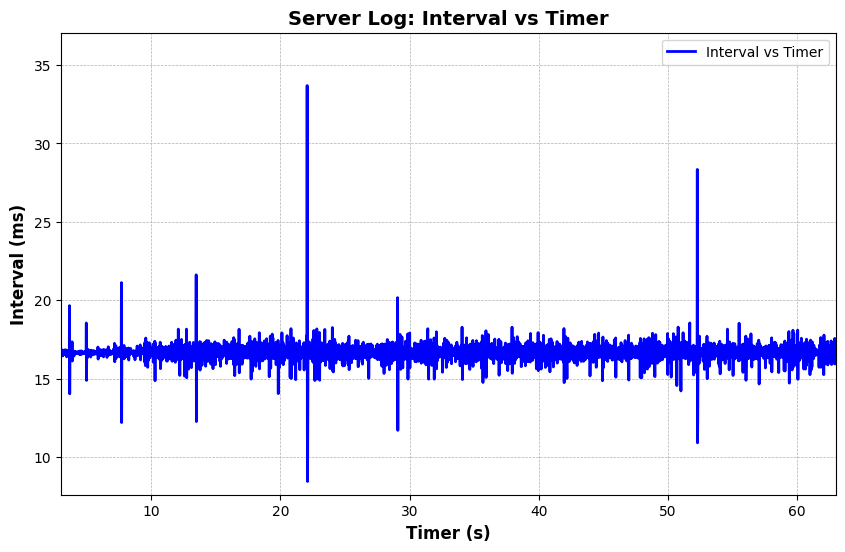 Server Log: Interval vs Timer
Interval vs Timer
35
30
25
20
15
10
Interval (ms)
10 20 30 40 50 60
Timer (s)